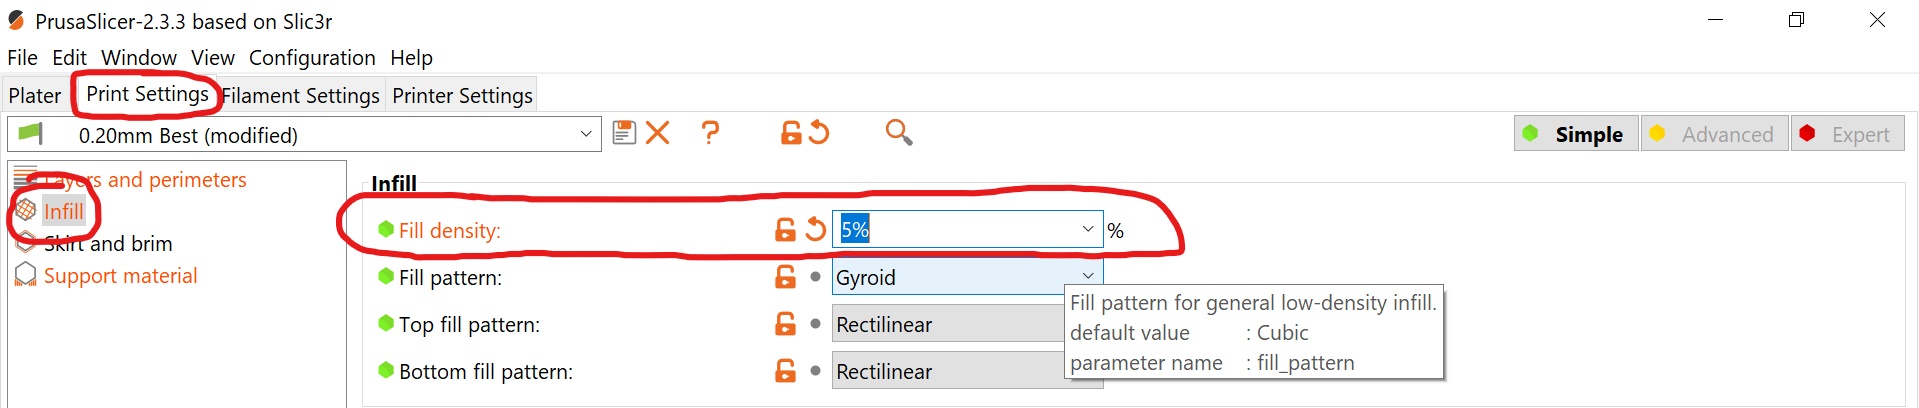 PrusaSlicer-2.3.3 based on Slic3r
File Edit Window View Configuration Help
Plater Print Settings Filament Settings Printer Settings
0.20mm Best (modified) ? Simple Advanced Expert
Layers and perimeters
Infill
Infill
Fill density: 5% %
Skirt and brim
Support material
Fill pattern: Gyroid
Fill pattern for general low-density infill.
Top fill pattern: Rectilinear
default value : Cubic
parameter name : fill_pattern
Bottom fill pattern: Rectilinear